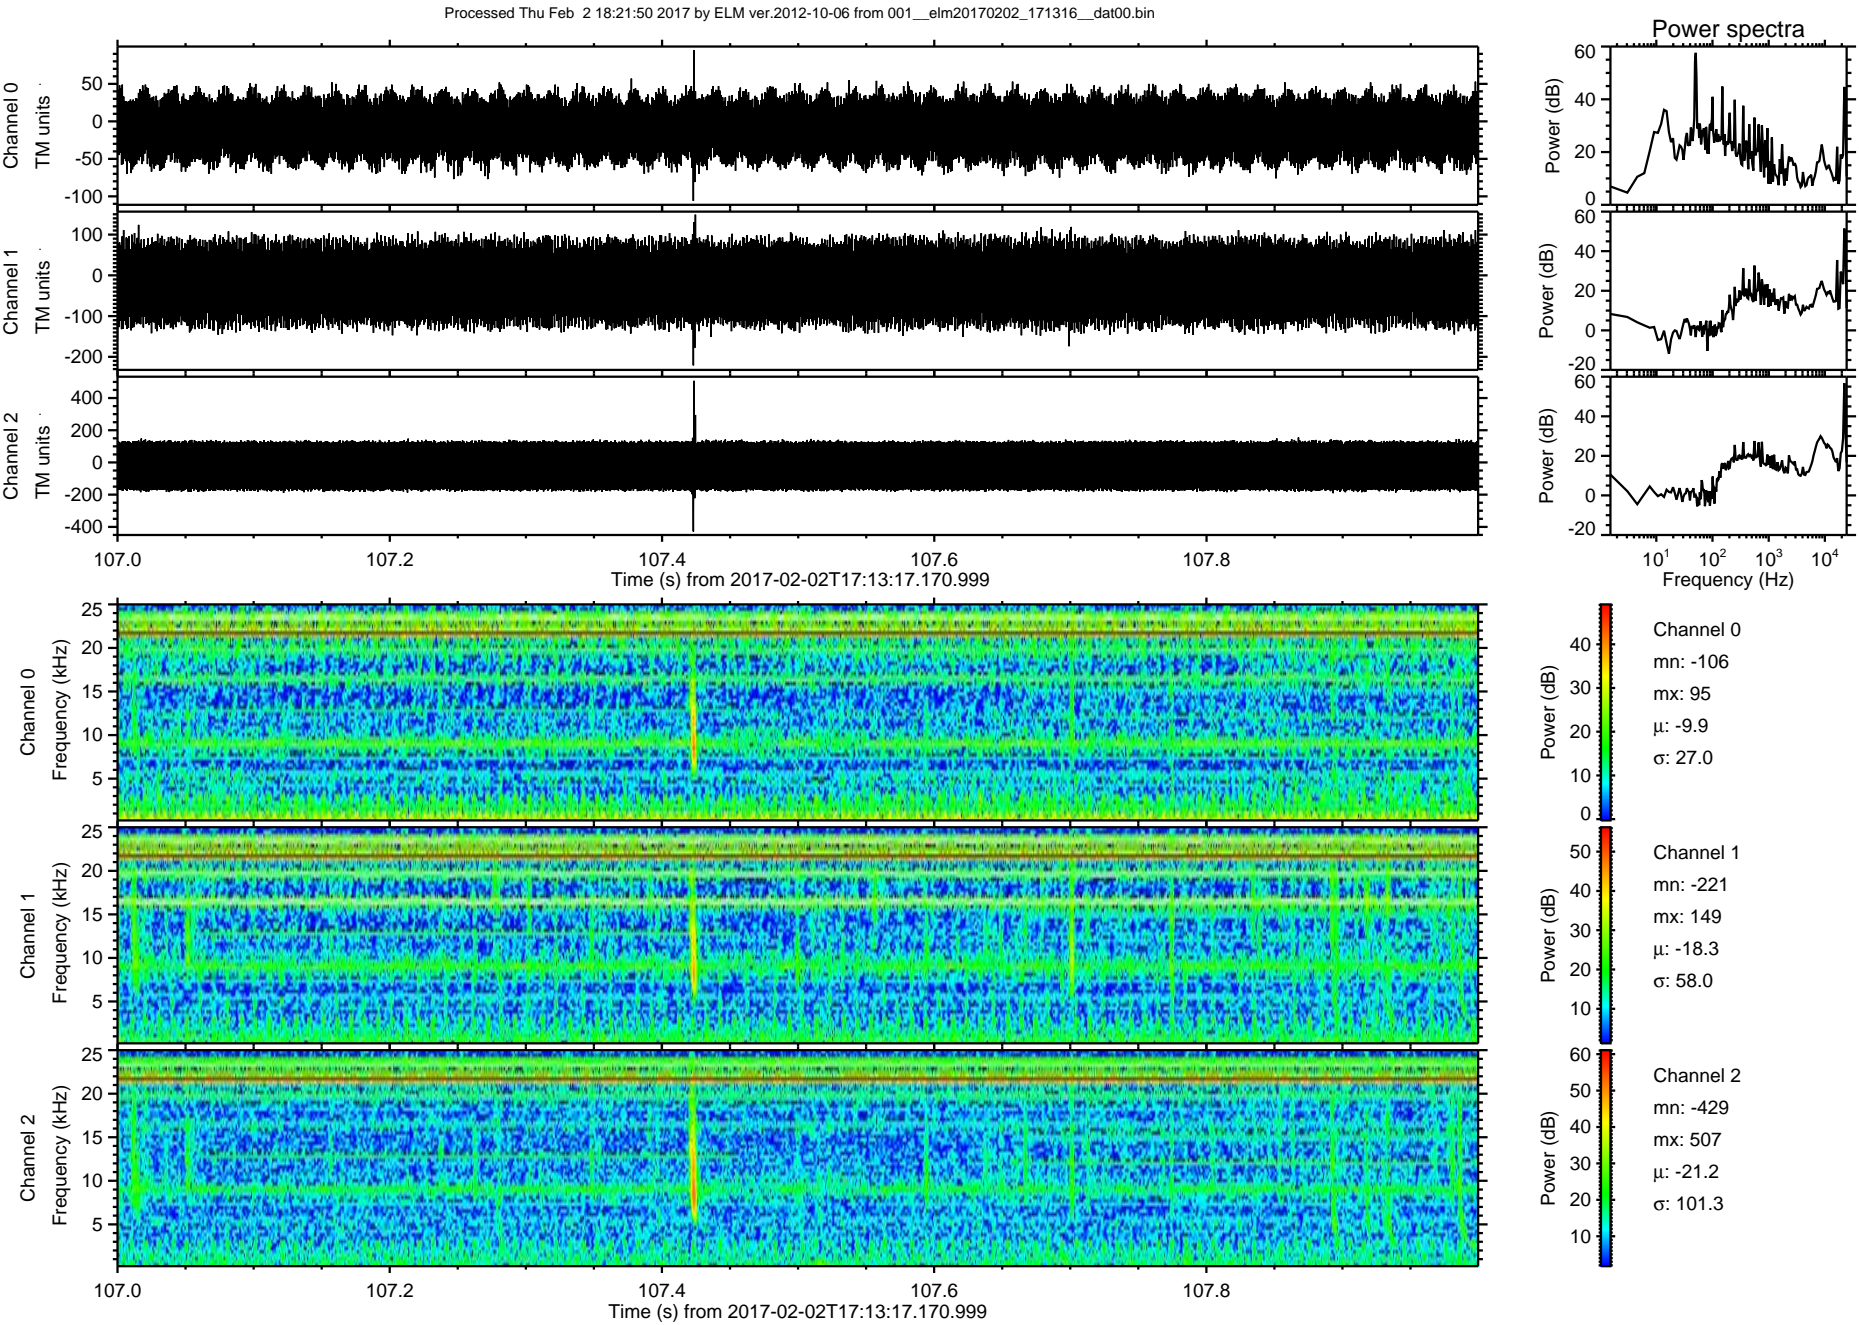 Processed Thu Feb  2 18:21:50 2017 by ELM ver.2012-10-06 from 001__elm20170202_171316__dat00.bin
Power spectra
Channel 0
TM units
50
0
-50
-100
Power (dB)
60
40
20
0
Channel 1
TM units
100
0
-100
-200
Power (dB)
60
40
20
0
-20
Channel 2
TM units
400
200
0
-200
-400
Power (dB)
60
40
20
0
-20
107.0
107.2
107.4
107.6
107.8
Time (s) from 2017-02-02T17:13:17.170.999
10^1
10^2
10^3
10^4
Frequency (Hz)
Channel 0
Frequency (kHz)
25
20
15
10
5
Power (dB)
40
30
20
10
0
Channel 0
mn: -106
mx: 95
μ: -9.9
σ: 27.0
Channel 1
Frequency (kHz)
25
20
15
10
5
Power (dB)
50
40
30
20
10
Channel 1
mn: -221
mx: 149
μ: -18.3
σ: 58.0
Channel 2
Frequency (kHz)
25
20
15
10
5
Power (dB)
60
50
40
30
20
10
Channel 2
mn: -429
mx: 507
μ: -21.2
σ: 101.3
107.0
107.2
107.4
107.6
107.8
Time (s) from 2017-02-02T17:13:17.170.999